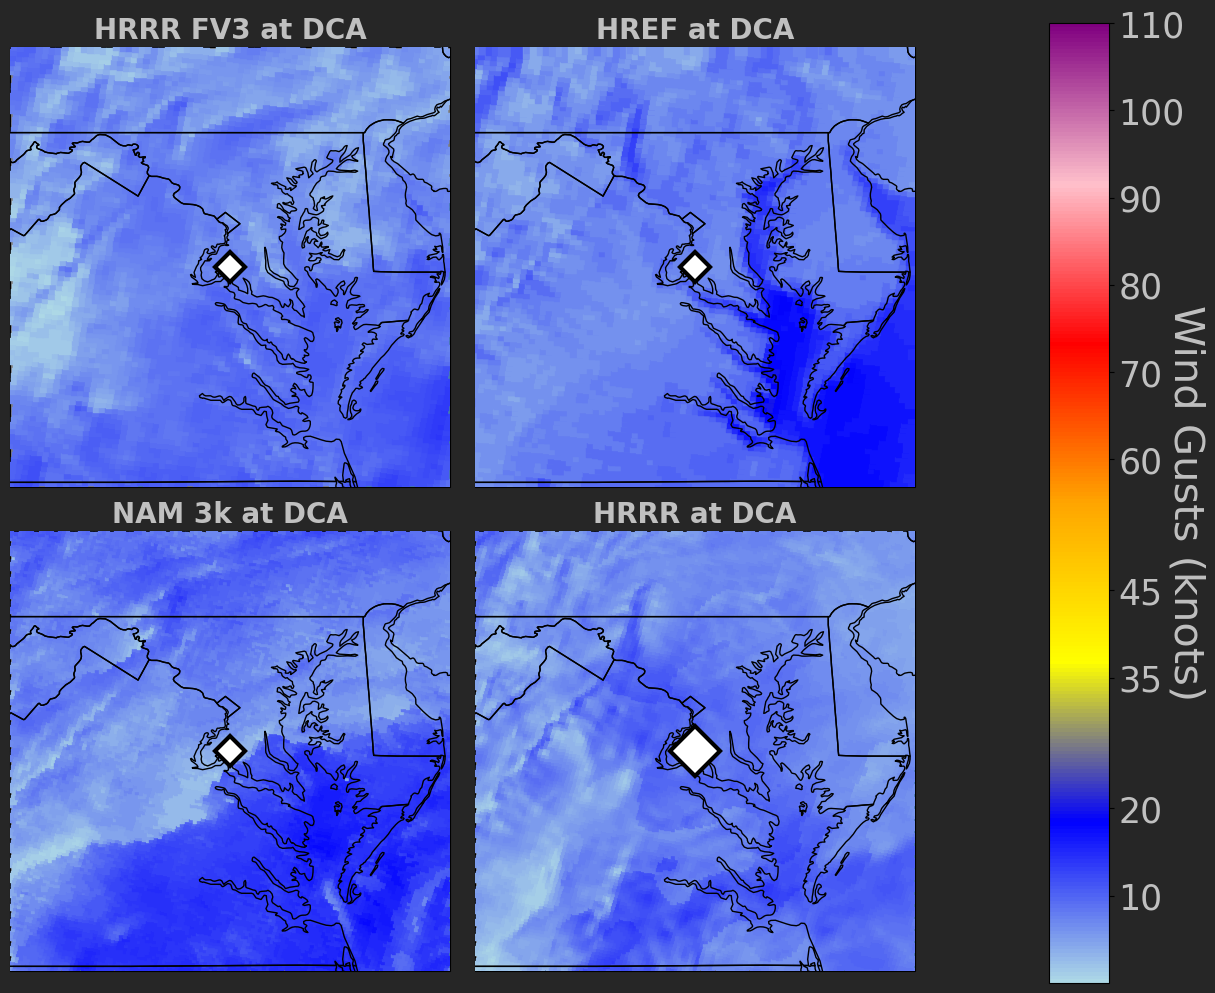 HRRR FV3 at DCA
HREF at DCA
NAM 3k at DCA
HRRR at DCA
110
100
90
80
70
60
45
35
20
10
Wind Gusts (knots)